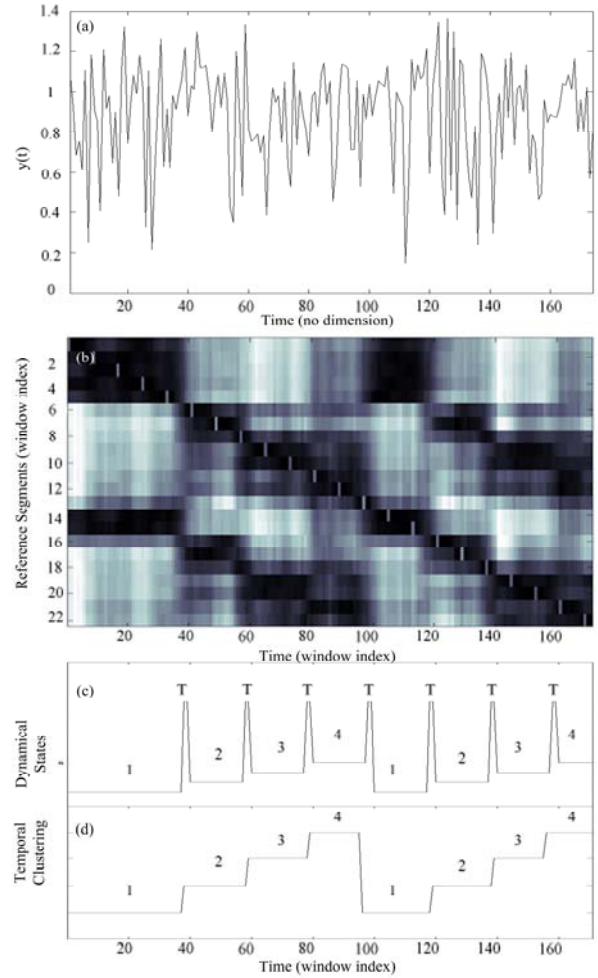 (a)
1.4
1.2
1
0.8
0.6
0.4
0.2
0
y(t)
20 40 60 80 100 120 140 160
Time (no dimension)
(b)
2
4
6
8
10
12
14
16
18
20
22
Reference Segments (window index)
20 40 60 80 100 120 140 160
Time (window index)
(c)
T T T T T T T
1 2 3 4 1 2 3 4
Dynamical
States
(d)
1 2 3 4 1 2 3 4
Temporal
Clustering
20 40 60 80 100 120 140 160
Time (window index)